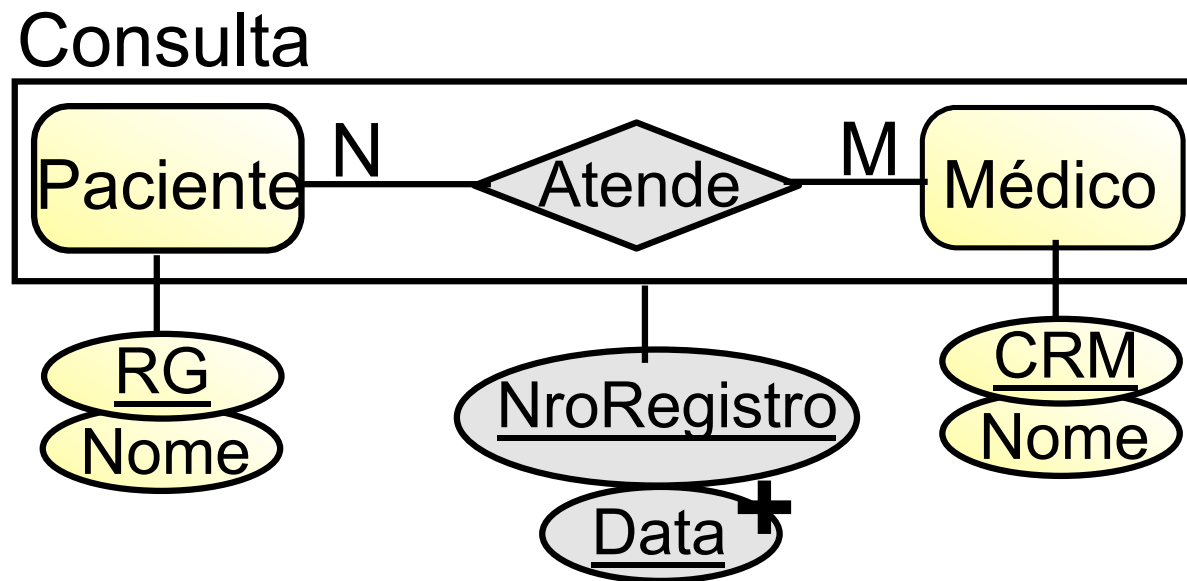 Consulta
Paciente N Atende M Médico
RG
Nome
NroRegistro
Data +
CRM
Nome